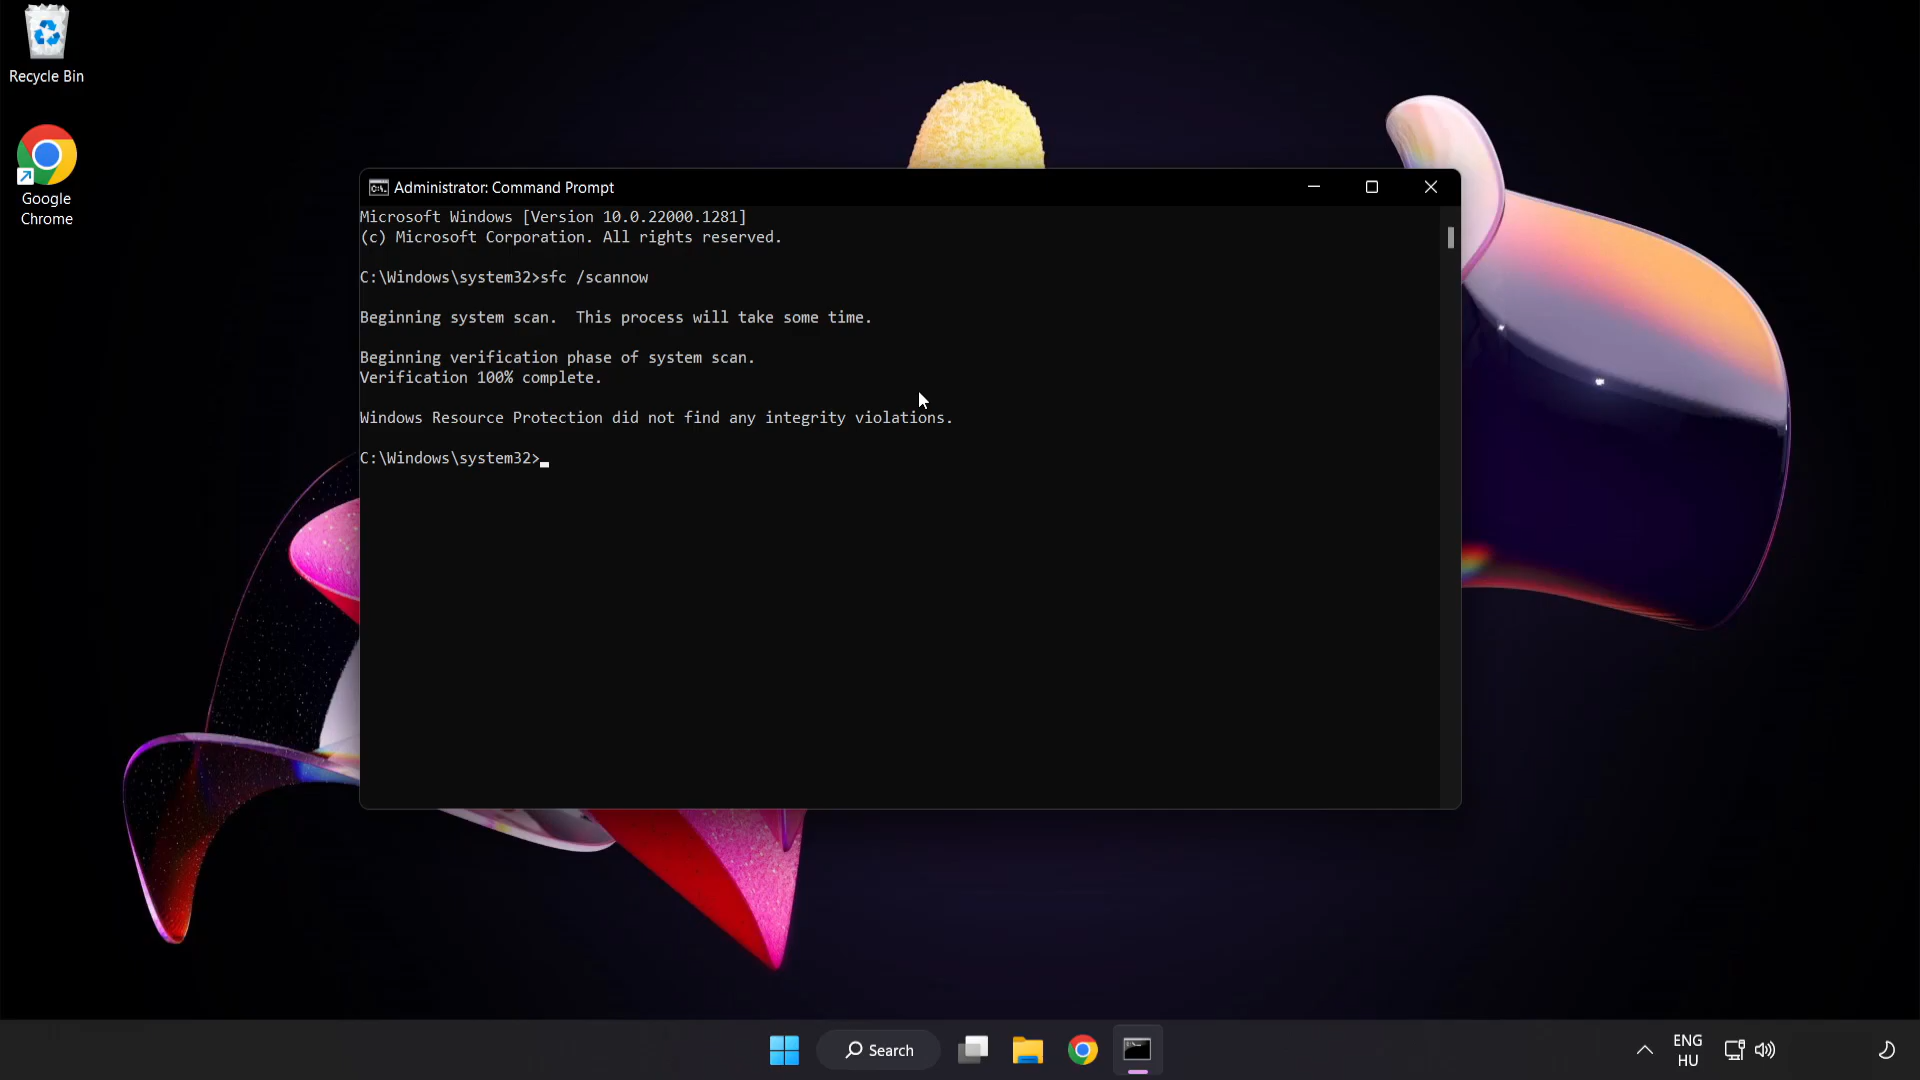 Recycle Bin
Google
Chrome
Administrator: Command Prompt
Microsoft Windows [Version 10.0.22000.1281]
(c) Microsoft Corporation. All rights reserved.
C:\Windows\system32>sfc /scannow
Beginning system scan.  This process will take some time.
Beginning verification phase of system scan.
Verification 100% complete.
Windows Resource Protection did not find any integrity violations.
C:\Windows\system32>
Search
ENG
HU